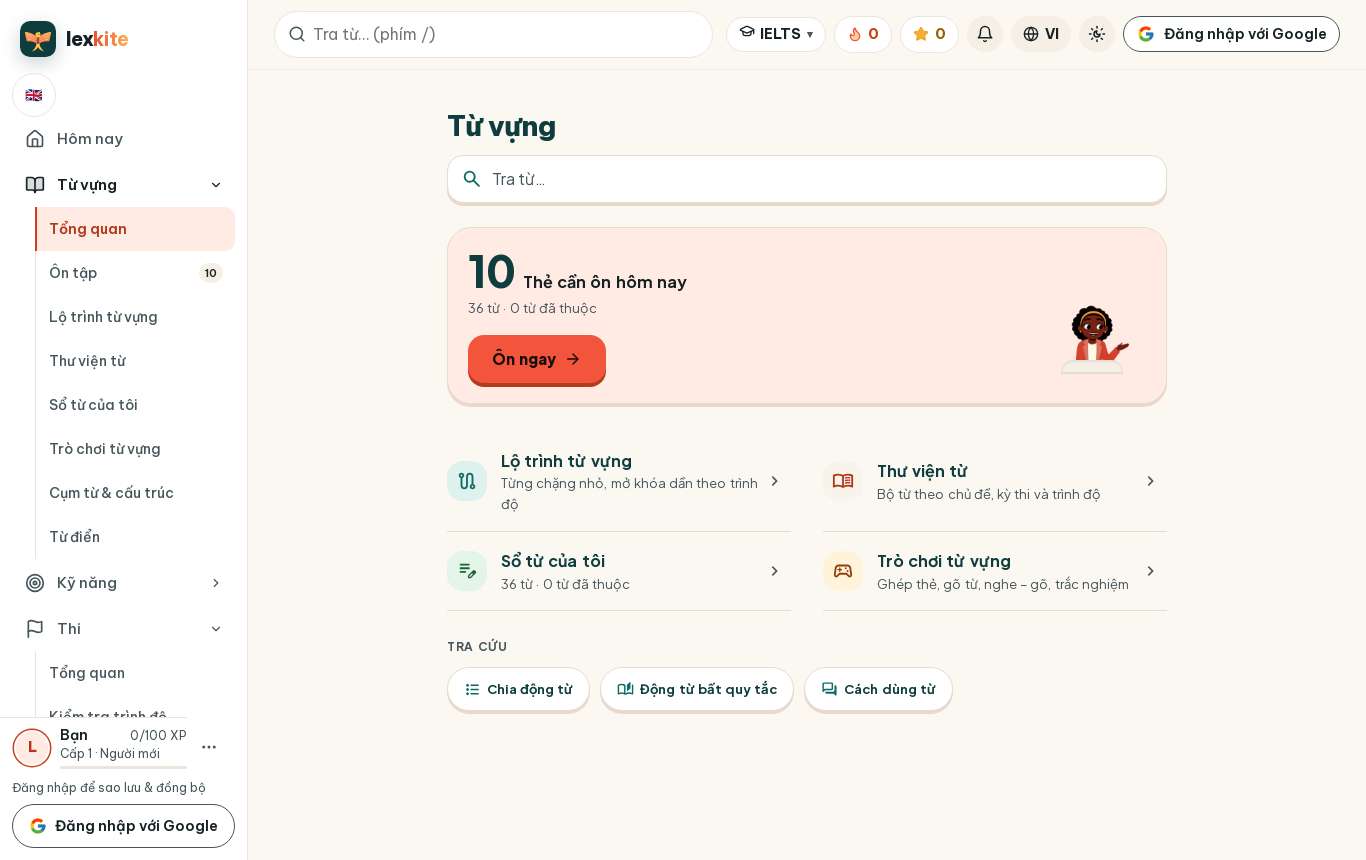 lexkite
Hôm nay
Từ vựng
Tổng quan
Ôn tập 10
Lộ trình từ vựng
Thư viện từ
Sổ từ của tôi
Trò chơi từ vựng
Cụm từ & cấu trúc
Từ điển
Kỹ năng
Thi
Tổng quan
Kiểm tra trình độ
L
Bạn 0/100 XP
Cấp 1 · Người mới
Đăng nhập để sao lưu & đồng bộ
Đăng nhập với Google
Tra từ… (phím /)
IELTS ▾
0
0
VI
Đăng nhập với Google
Từ vựng
Tra từ…
10 Thẻ cần ôn hôm nay
36 từ · 0 từ đã thuộc
Ôn ngay
Lộ trình từ vựng
Từng chặng nhỏ, mở khóa dần theo trình
độ
Thư viện từ
Bộ từ theo chủ đề, kỳ thi và trình độ
Sổ từ của tôi
36 từ · 0 từ đã thuộc
Trò chơi từ vựng
Ghép thẻ, gõ từ, nghe – gõ, trắc nghiệm
TRA CỨU
Chia động từ
Động từ bất quy tắc
Cách dùng từ